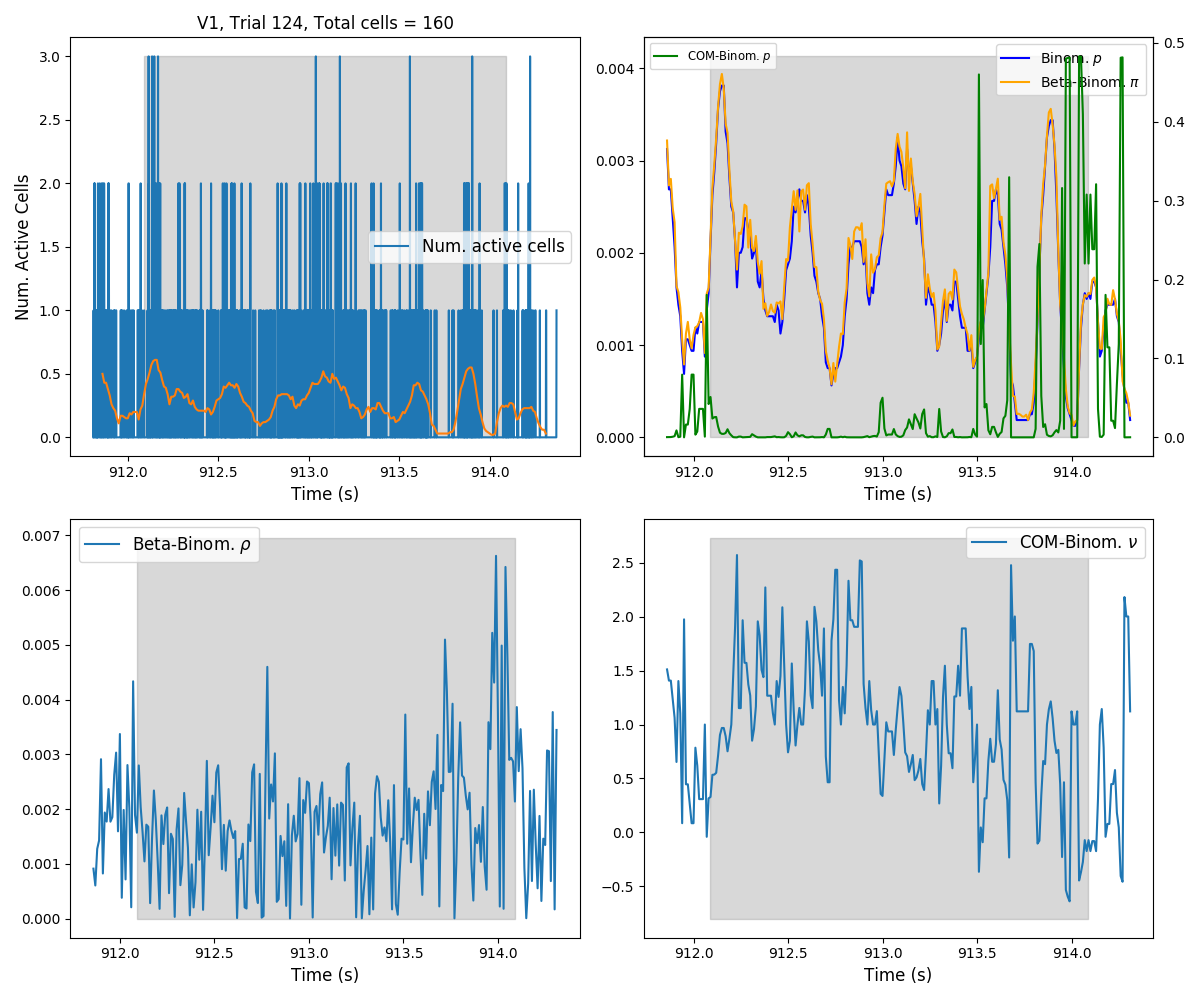 V1, Trial 124, Total cells = 160
Num. Active Cells
3.0
2.5
2.0
1.5
1.0
0.5
0.0
Num. active cells
912.0 912.5 913.0 913.5 914.0
Time (s)
COM-Binom. p
Binom. p
Beta-Binom. π
0.004
0.003
0.002
0.001
0.000
0.5
0.4
0.3
0.2
0.1
0.0
912.0 912.5 913.0 913.5 914.0
Time (s)
Beta-Binom. ρ
0.007
0.006
0.005
0.004
0.003
0.002
0.001
0.000
912.0 912.5 913.0 913.5 914.0
Time (s)
COM-Binom. ν
2.5
2.0
1.5
1.0
0.5
0.0
−0.5
912.0 912.5 913.0 913.5 914.0
Time (s)